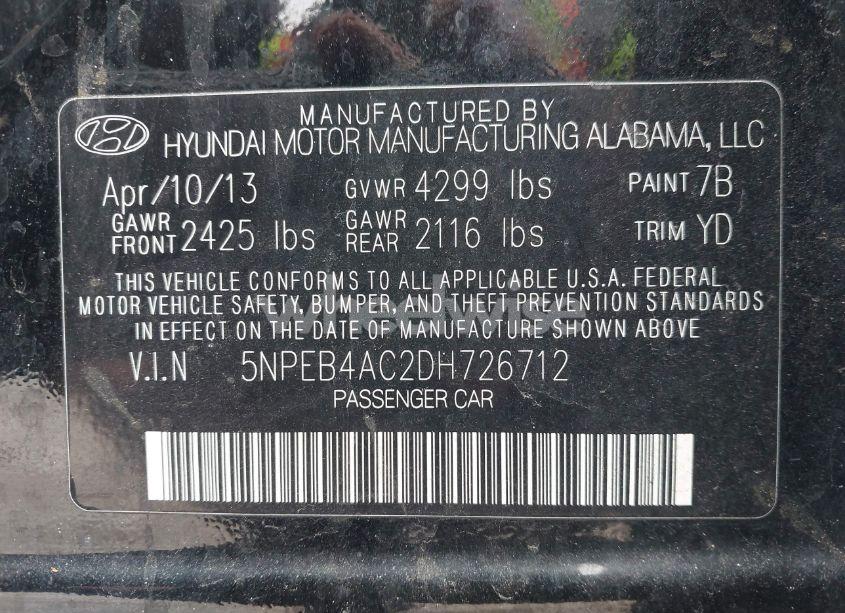 MANUFACTURED BY
HYUNDAI MOTOR MANUFACTURING ALABAMA, LLC
Apr/10/13 GVWR 4299 lbs PAINT 7B
GAWR FRONT 2425 lbs GAWR REAR 2116 lbs TRIM YD
THIS VEHICLE CONFORMS TO ALL APPLICABLE U.S.A. FEDERAL
MOTOR VEHICLE SAFETY, BUMPER, AND THEFT PREVENTION STANDARDS
IN EFFECT ON THE DATE OF MANUFACTURE SHOWN ABOVE
V.I.N 5NPEB4AC2DH726712
PASSENGER CAR